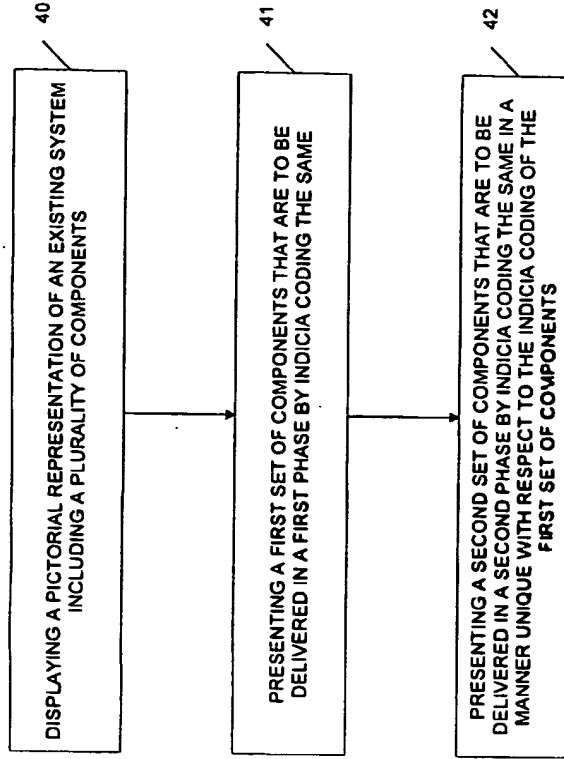 DISPLAYING A PICTORIAL REPRESENTATION OF AN EXISTING SYSTEM
INCLUDING A PLURALITY OF COMPONENTS
40
PRESENTING A FIRST SET OF COMPONENTS THAT ARE TO BE
DELIVERED IN A FIRST PHASE BY INDICIA CODING THE SAME
41
PRESENTING A SECOND SET OF COMPONENTS THAT ARE TO BE
DELIVERED IN A SECOND PHASE BY INDICIA CODING THE SAME IN A
MANNER UNIQUE WITH RESPECT TO THE INDICIA CODING OF THE
FIRST SET OF COMPONENTS
42